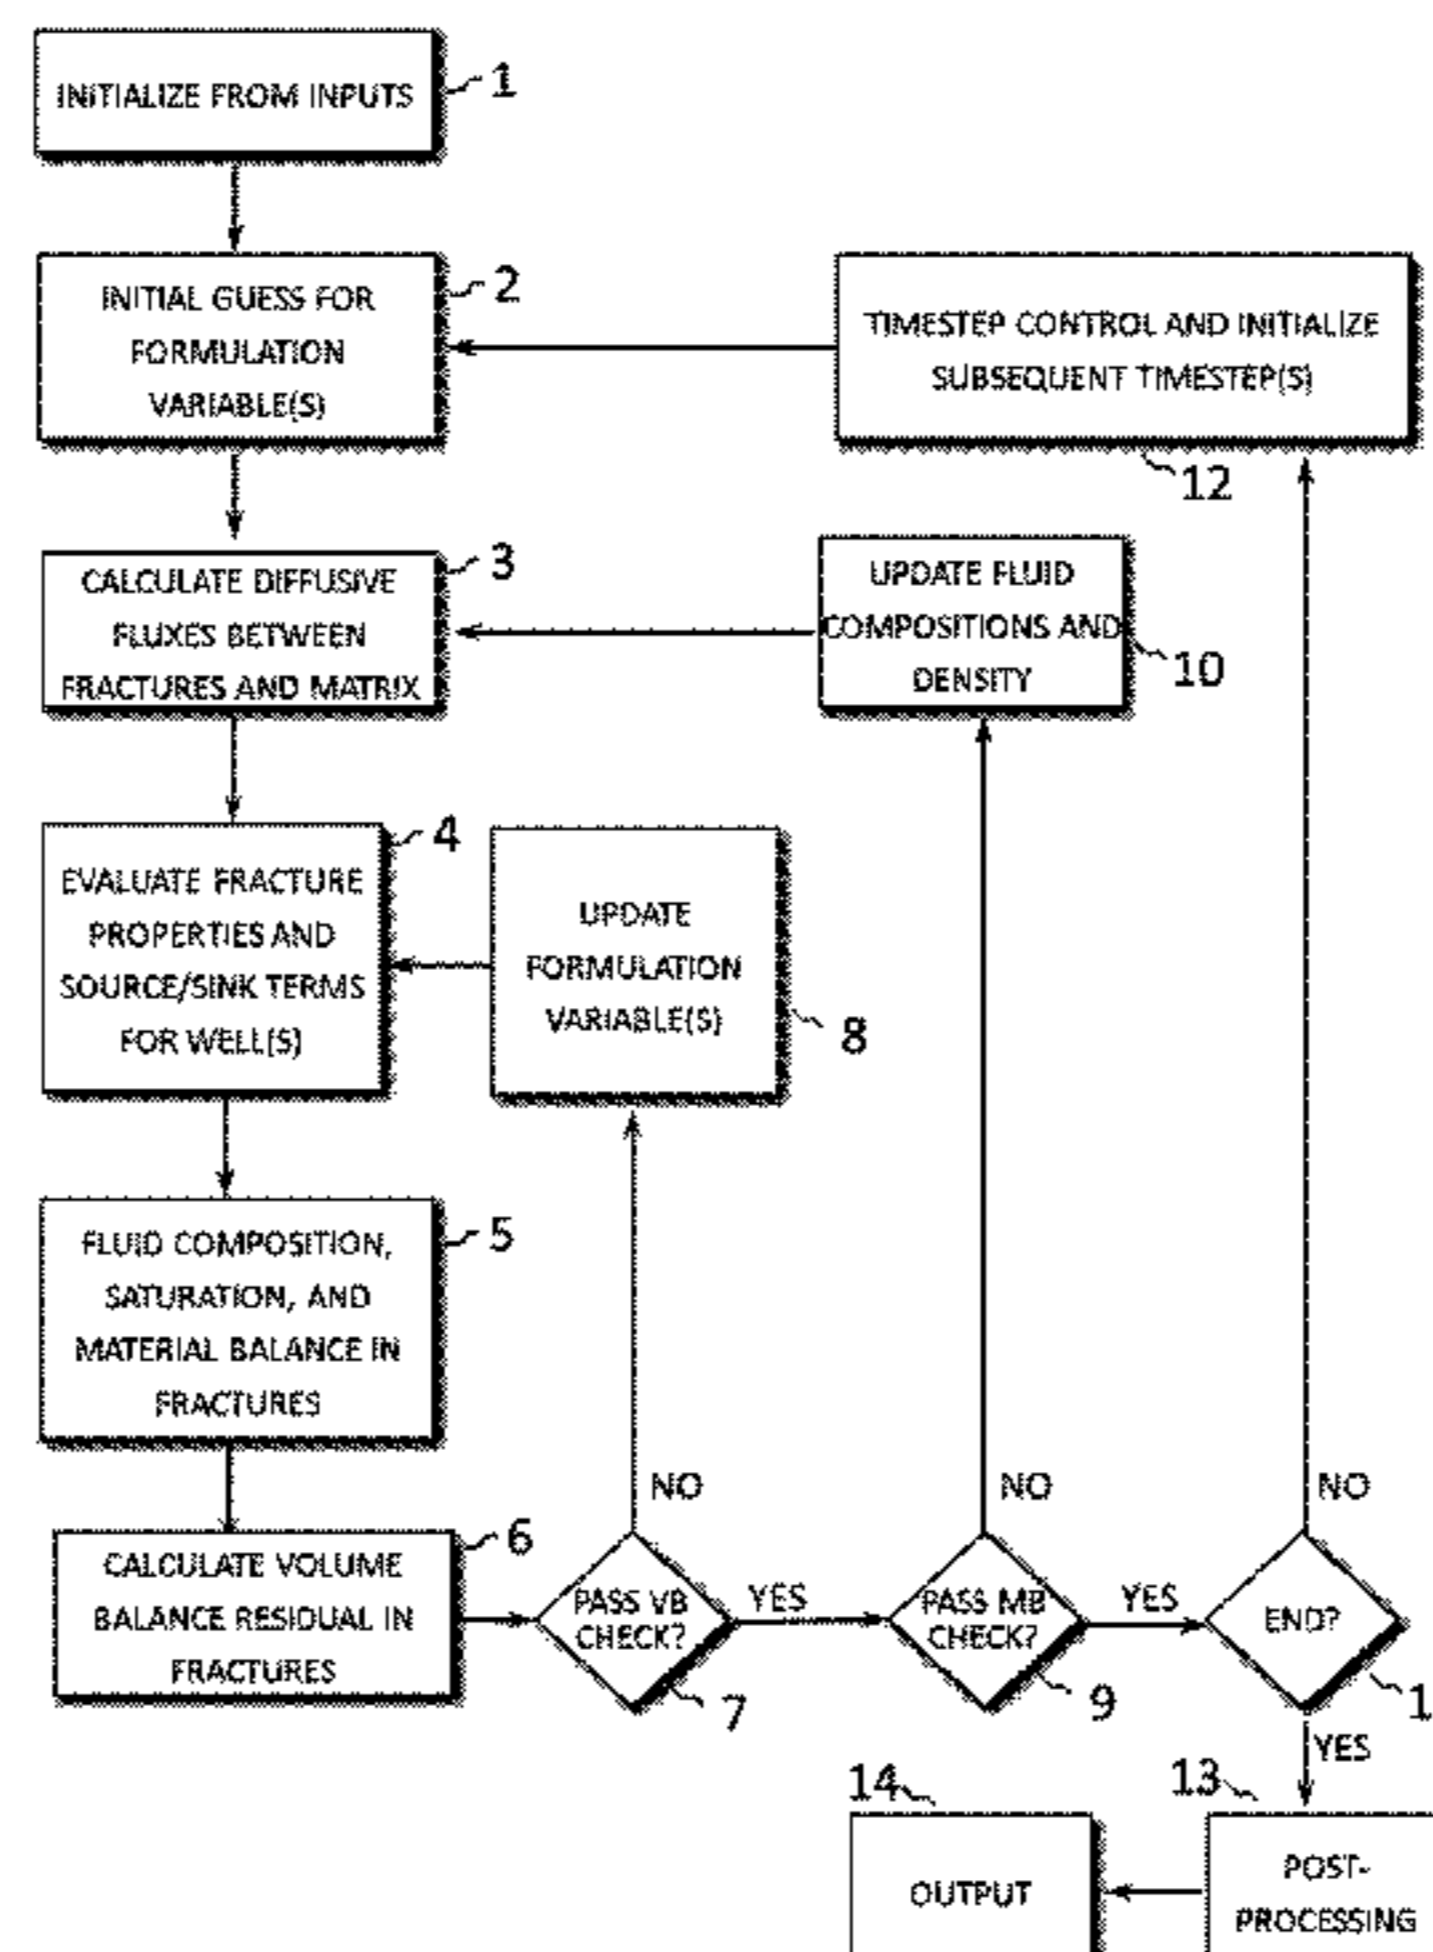 INITIALIZE FROM INPUTS
1
INITIAL GUESS FOR
FORMULATION
VARIABLE(S)
2
TIMESTEP CONTROL AND INITIALIZE
SUBSEQUENT TIMESTEP(S)
12
CALCULATE DIFFUSIVE
FLUXES BETWEEN
FRACTURES AND MATRIX
3
UPDATE FLUID
COMPOSITIONS AND
DENSITY
10
EVALUATE FRACTURE
PROPERTIES AND
SOURCE/SINK TERMS
FOR WELL(S)
4
UPDATE
FORMULATION
VARIABLE(S)
8
FLUID COMPOSITION,
SATURATION, AND
MATERIAL BALANCE IN
FRACTURES
5
NO
NO
NO
CALCULATE VOLUME
BALANCE RESIDUAL IN
FRACTURES
6
PASS VB
CHECK?
7
YES
PASS MB
CHECK?
9
YES
END?
1
YES
13
POST-
PROCESSING
14
OUTPUT